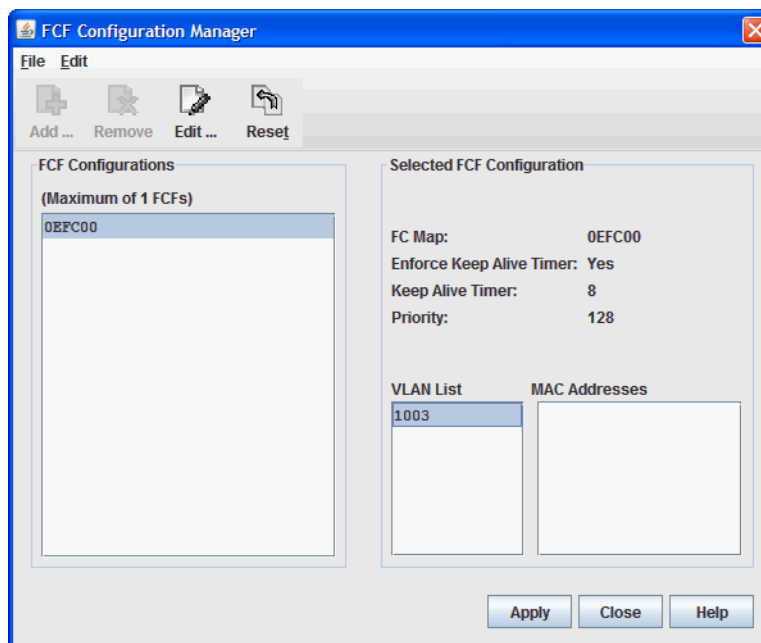 FCF Configuration Manager
File Edit
Add ... Remove Edit ... Reset
FCF Configurations
(Maximum of 1 FCFs)
0EFC00
Selected FCF Configuration
FC Map: 0EFC00
Enforce Keep Alive Timer: Yes
Keep Alive Timer: 8
Priority: 128
VLAN List MAC Addresses
1003
Apply Close Help